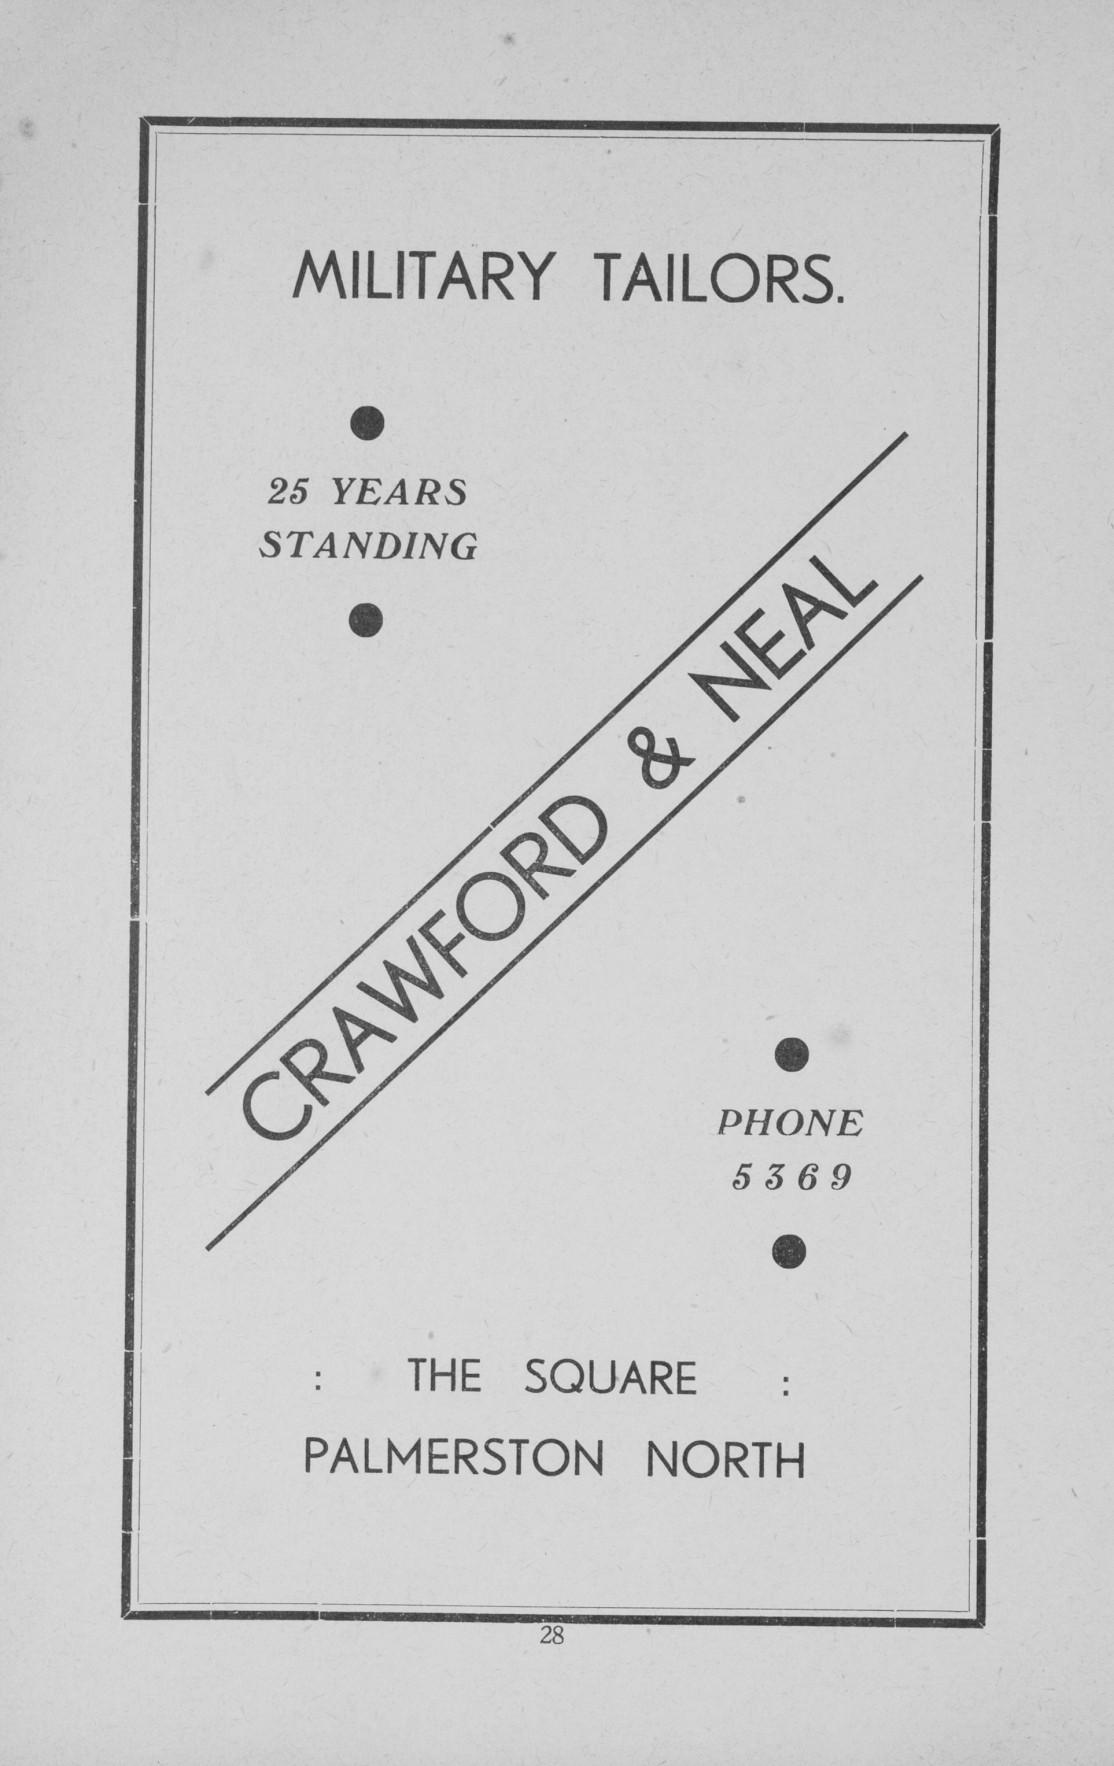 MILITARY TAILORS.
25 YEARS
STANDING
CRAWFORD & NEAL
PHONE
5369
: THE SQUARE :
PALMERSTON NORTH
28